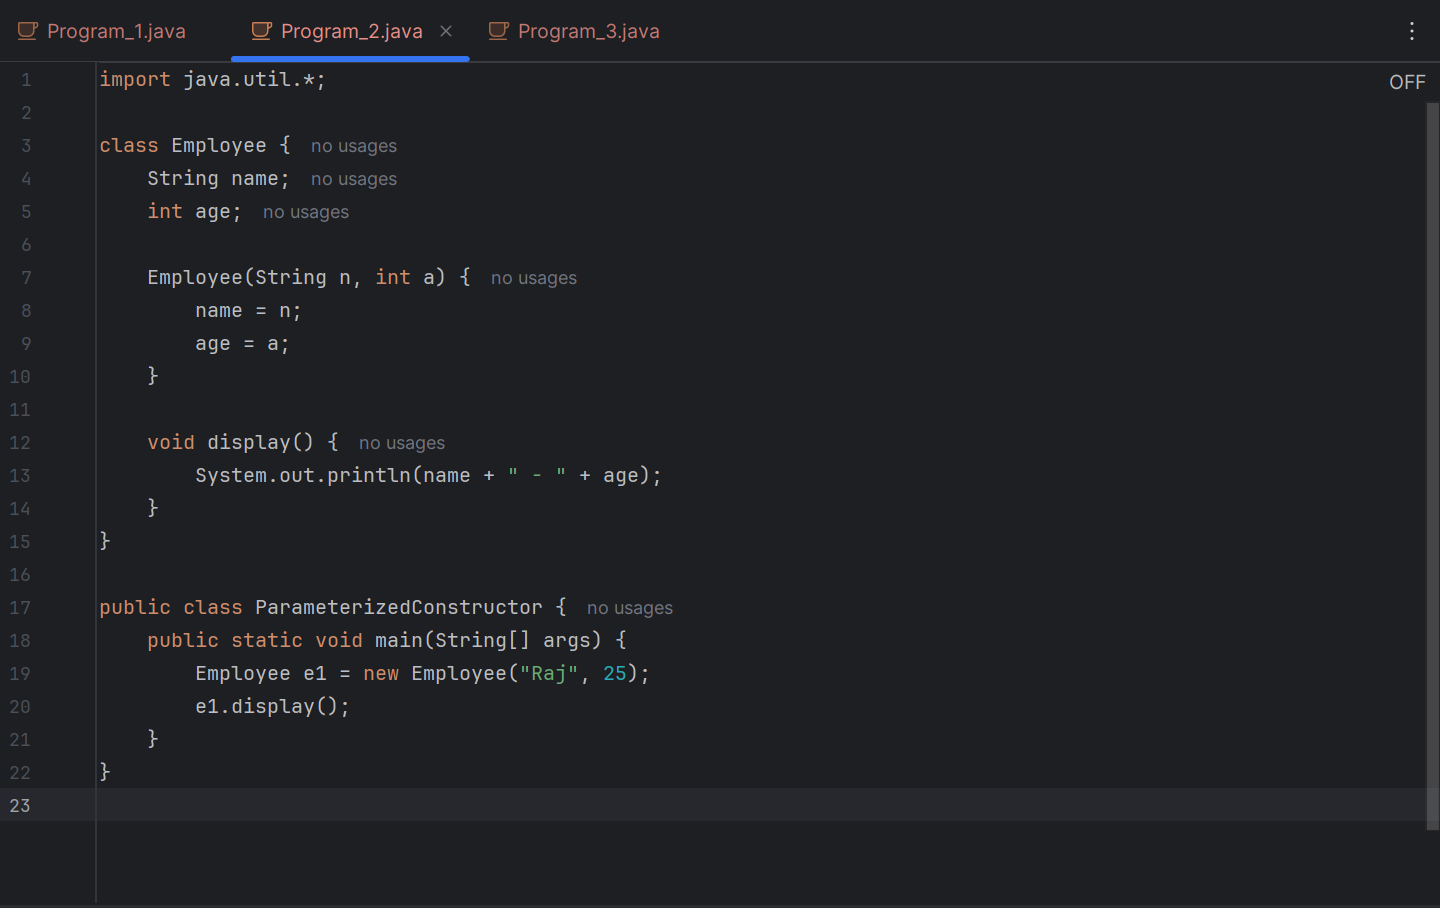 Program_1.java Program_2.java Program_3.java
OFF
1 import java.util.*;
2
3 class Employee { no usages
4     String name; no usages
5     int age; no usages
6
7     Employee(String n, int a) { no usages
8         name = n;
9         age = a;
10     }
11
12     void display() { no usages
13         System.out.println(name + " - " + age);
14     }
15 }
16
17 public class ParameterizedConstructor { no usages
18     public static void main(String[] args) {
19         Employee e1 = new Employee("Raj", 25);
20         e1.display();
21     }
22 }
23